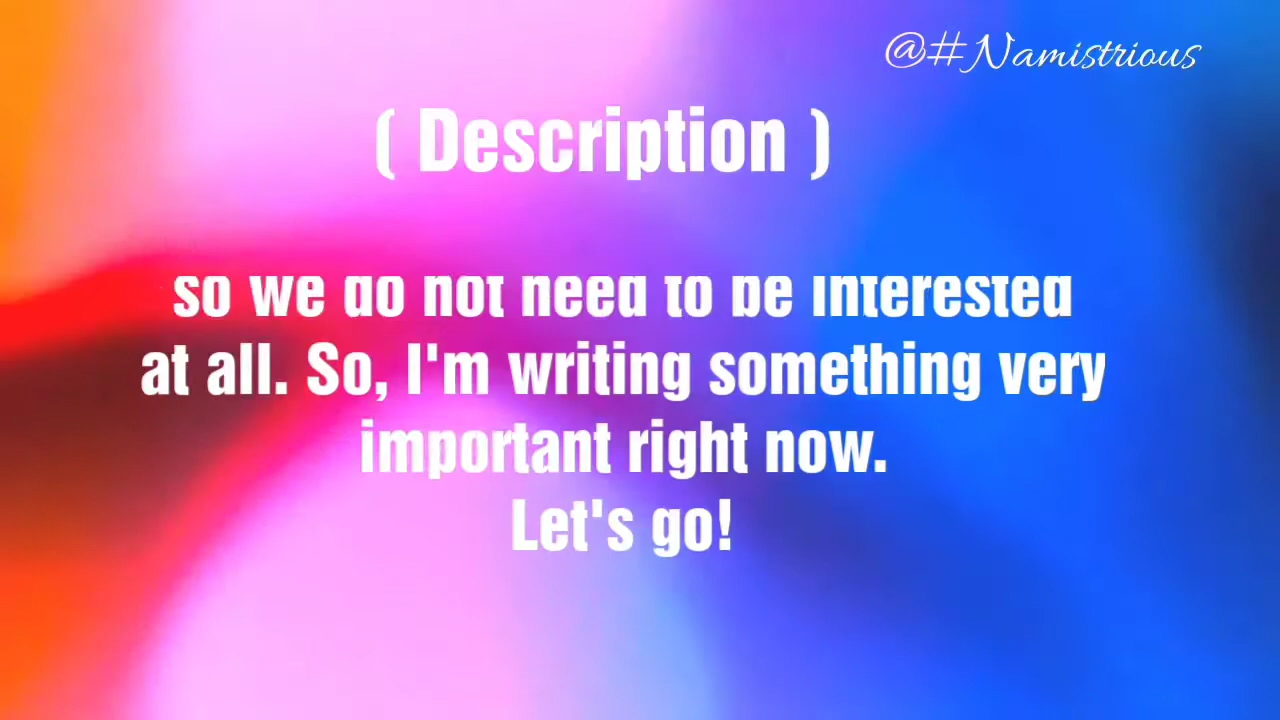 @#Namistrious
( Description )
so we do not need to be interested
at all. So, I'm writing something very
important right now.
Let's go!